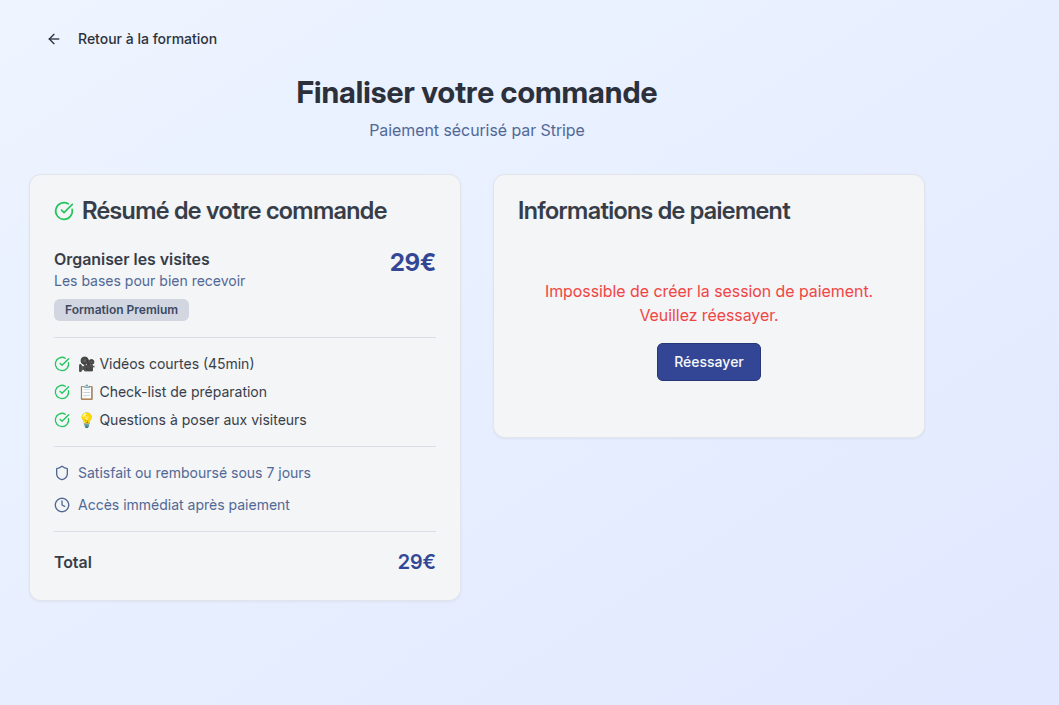 Retour à la formation
Finaliser votre commande
Paiement sécurisé par Stripe
Résumé de votre commande
Organiser les visites
29€
Les bases pour bien recevoir
Formation Premium
🎥 Vidéos courtes (45min)
📋 Check-list de préparation
💡 Questions à poser aux visiteurs
Satisfait ou remboursé sous 7 jours
Accès immédiat après paiement
Total
29€
Informations de paiement
Impossible de créer la session de paiement.
Veuillez réessayer.
Réessayer